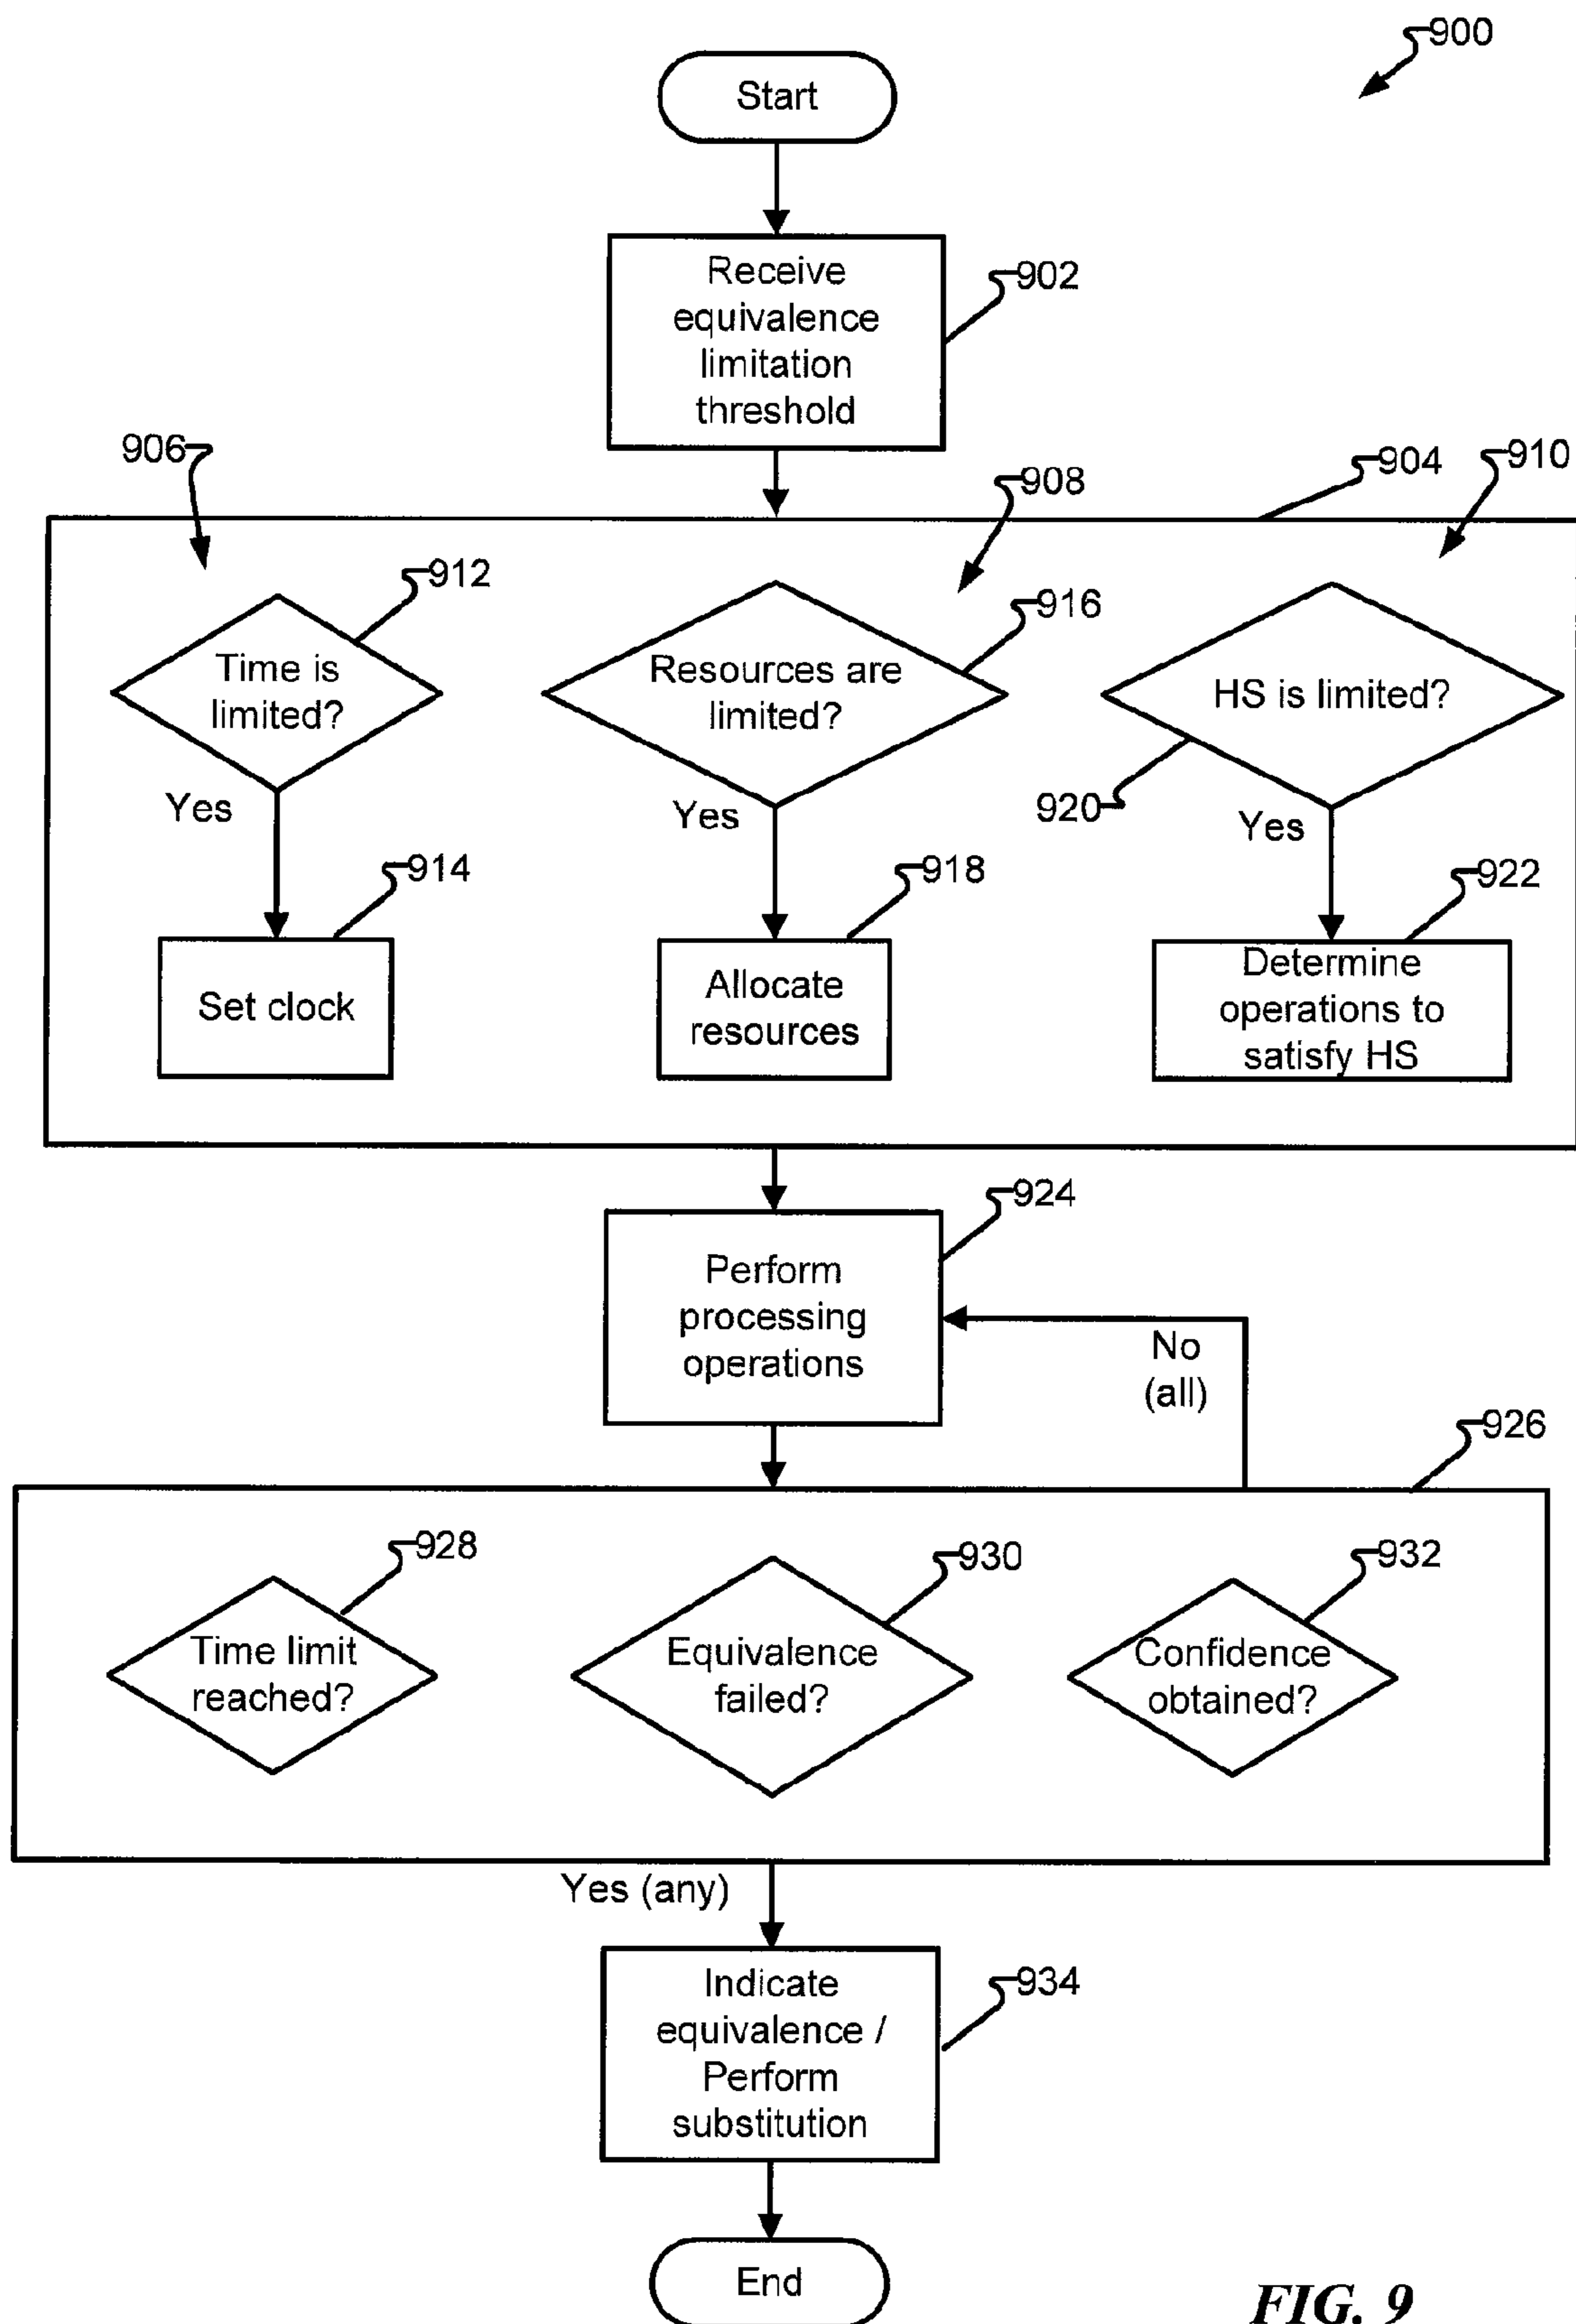 900
Start
Receive
equivalence
limitation
threshold
902
906
908
904
910
912
Time is
limited?
Yes
914
Set clock
916
Resources are
limited?
Yes
918
Allocate
resources
HS is limited?
920
Yes
922
Determine
operations to
satisfy HS
924
Perform
processing
operations
No
(all)
926
928
Time limit
reached?
930
Equivalence
failed?
932
Confidence
obtained?
Yes (any)
934
Indicate
equivalence /
Perform
substitution
End
FIG. 9